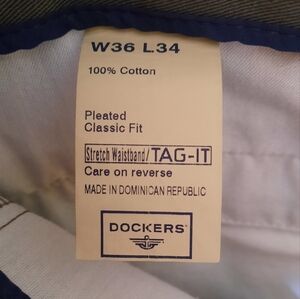 W36 L34
100% Cotton
Pleated
Classic Fit
Stretch Waistband/TAG-IT
Care on reverse
MADE IN DOMINICAN REPUBLIC
DOCKERS